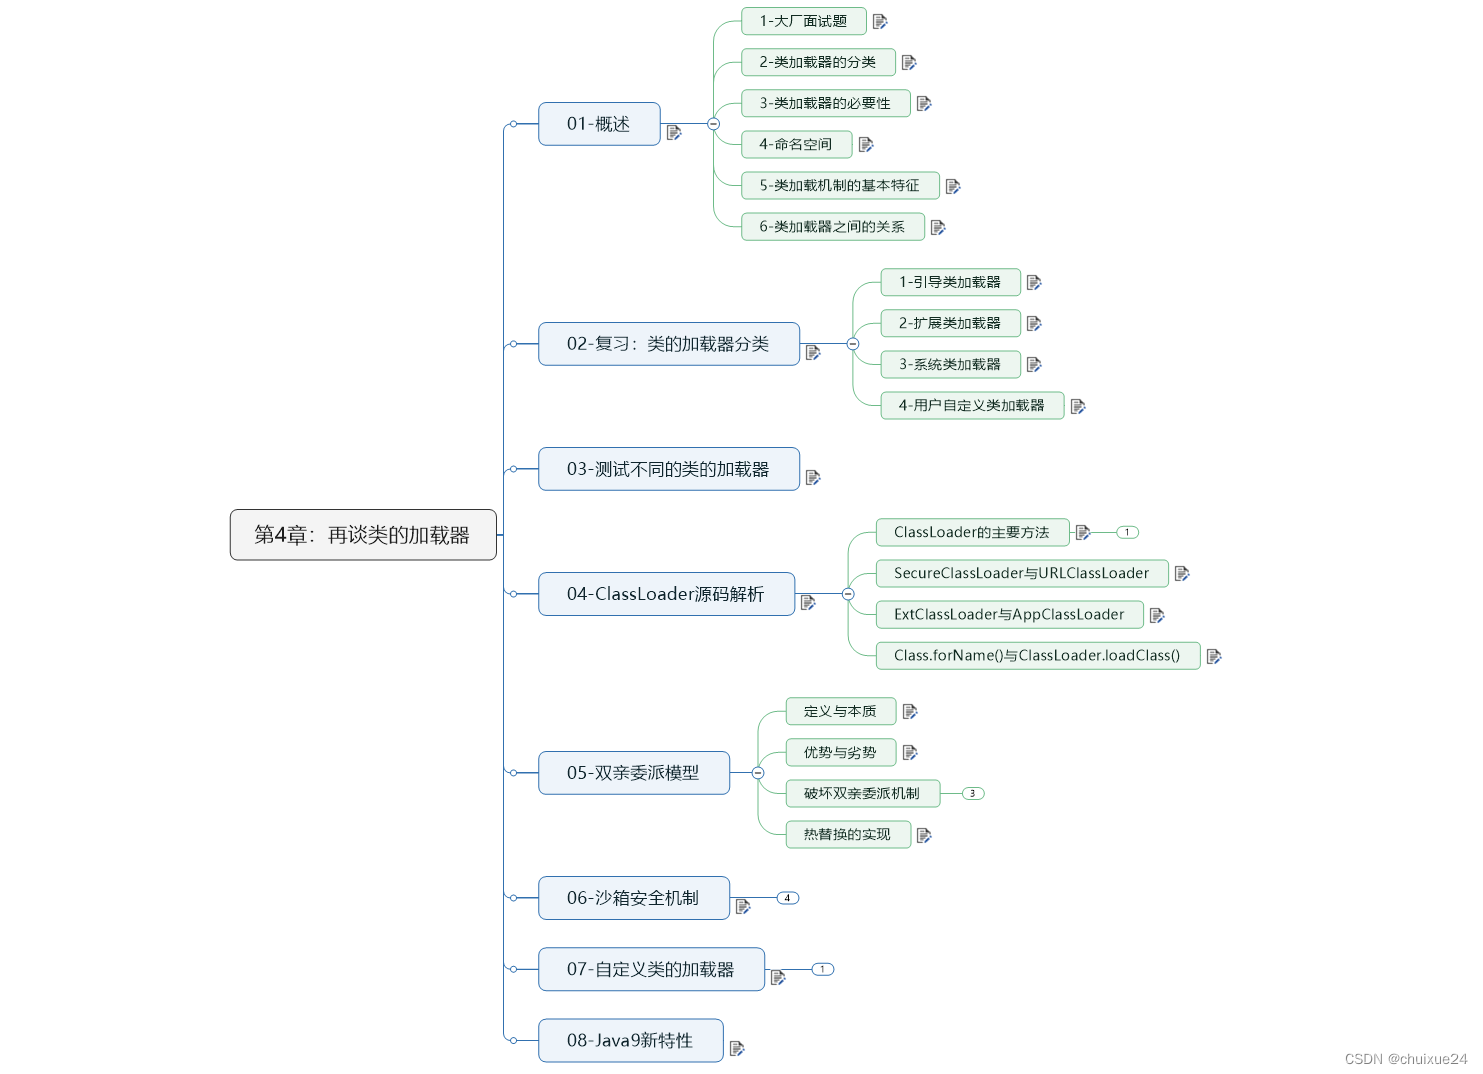 第4章：再谈类的加载器
01-概述
1-大厂面试题
2-类加载器的分类
3-类加载器的必要性
4-命名空间
5-类加载机制的基本特征
6-类加载器之间的关系
02-复习：类的加载器分类
1-引导类加载器
2-扩展类加载器
3-系统类加载器
4-用户自定义类加载器
03-测试不同的类的加载器
04-ClassLoader源码解析
ClassLoader的主要方法
1
SecureClassLoader与URLClassLoader
ExtClassLoader与AppClassLoader
Class.forName()与ClassLoader.loadClass()
05-双亲委派模型
定义与本质
优势与劣势
破坏双亲委派机制
3
热替换的实现
06-沙箱安全机制
4
07-自定义类的加载器
1
08-Java9新特性
CSDN @chuixue24